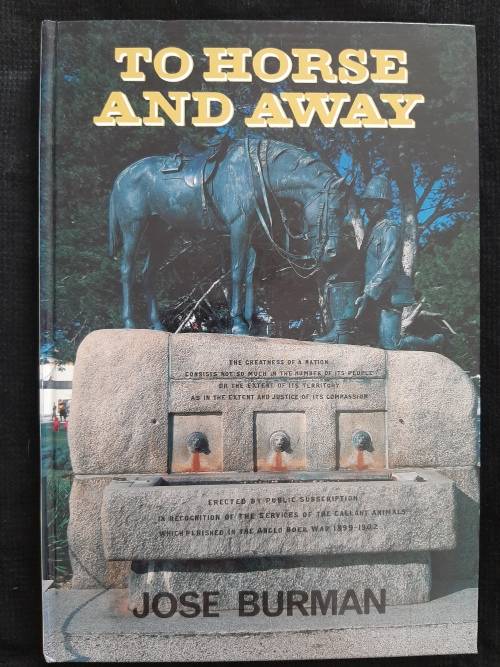 TO HORSE
AND AWAY
THE GREATNESS OF A NATION
CONSISTS NOT SO MUCH IN THE NUMBER OF ITS PEOPLE
OR THE EXTENT OF ITS TERRITORY
AS IN THE EXTENT AND JUSTICE OF ITS COMPASSION
ERECTED BY PUBLIC SUBSCRIPTION
IN RECOGNITION OF THE SERVICES OF THE GALLANT ANIMALS
WHICH PERISHED IN THE ANGLO BOER WAR 1899-1902
JOSE BURMAN